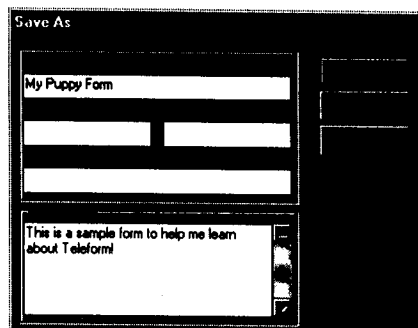 Save As
My Puppy Form
This is a sample form to help me learn
about Teleform!